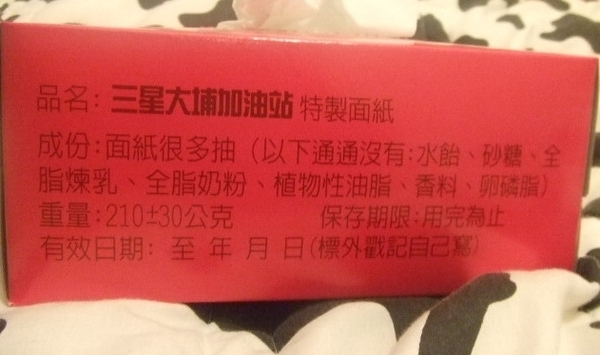 品名: 三星大埔加油站 特製面紙
成份: 面紙很多抽 (以下通通沒有: 水飴、砂糖、全
脂煉乳、全脂奶粉、植物性油脂、香料、卵磷脂)
重量: 210±30公克 保存期限: 用完為止
有效日期: 至 年 月 日 (標外戳記自己寫)